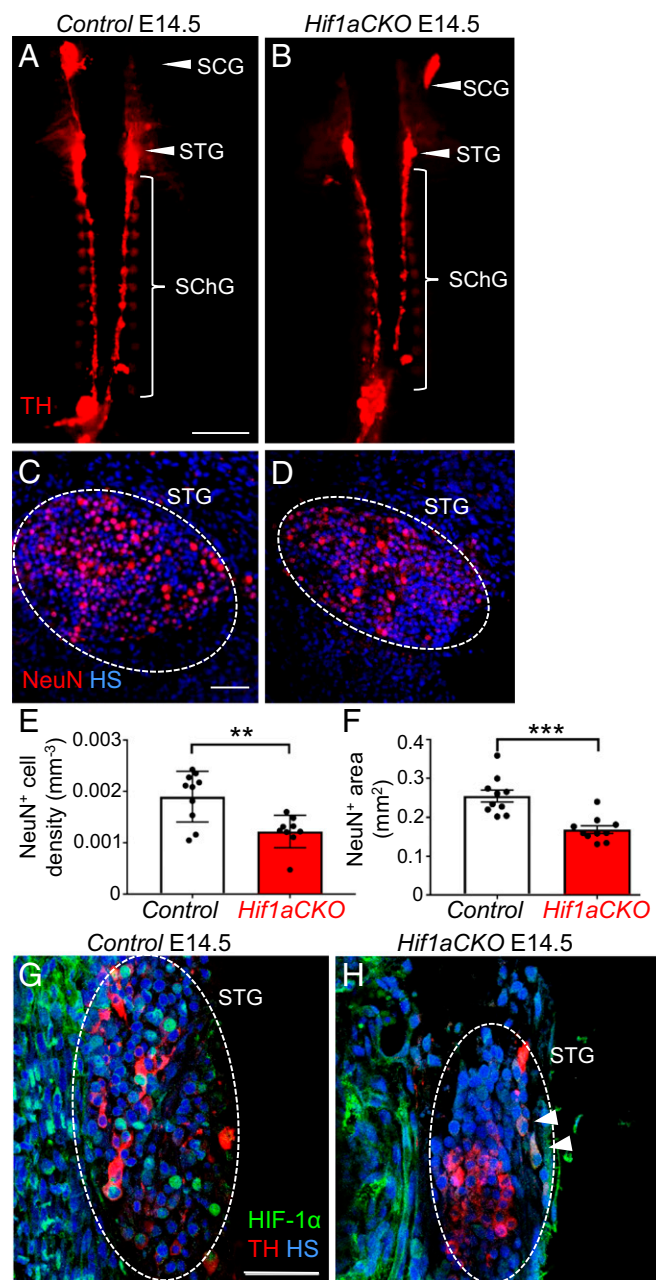 Control E14.5
Hif1aCKO E14.5
A
SCG
STG
SChG
TH
B
SCG
STG
SChG
C
STG
NeuN HS
D
STG
E
NeuN⁺ cell
density (mm⁻³)
0.003
0.002
0.001
0
**
Control
Hif1aCKO
F
NeuN⁺ area
(mm²)
0.4
0.3
0.2
0.1
0
***
Control
Hif1aCKO
Control E14.5
Hif1aCKO E14.5
G
STG
HIF-1α
TH HS
H
STG